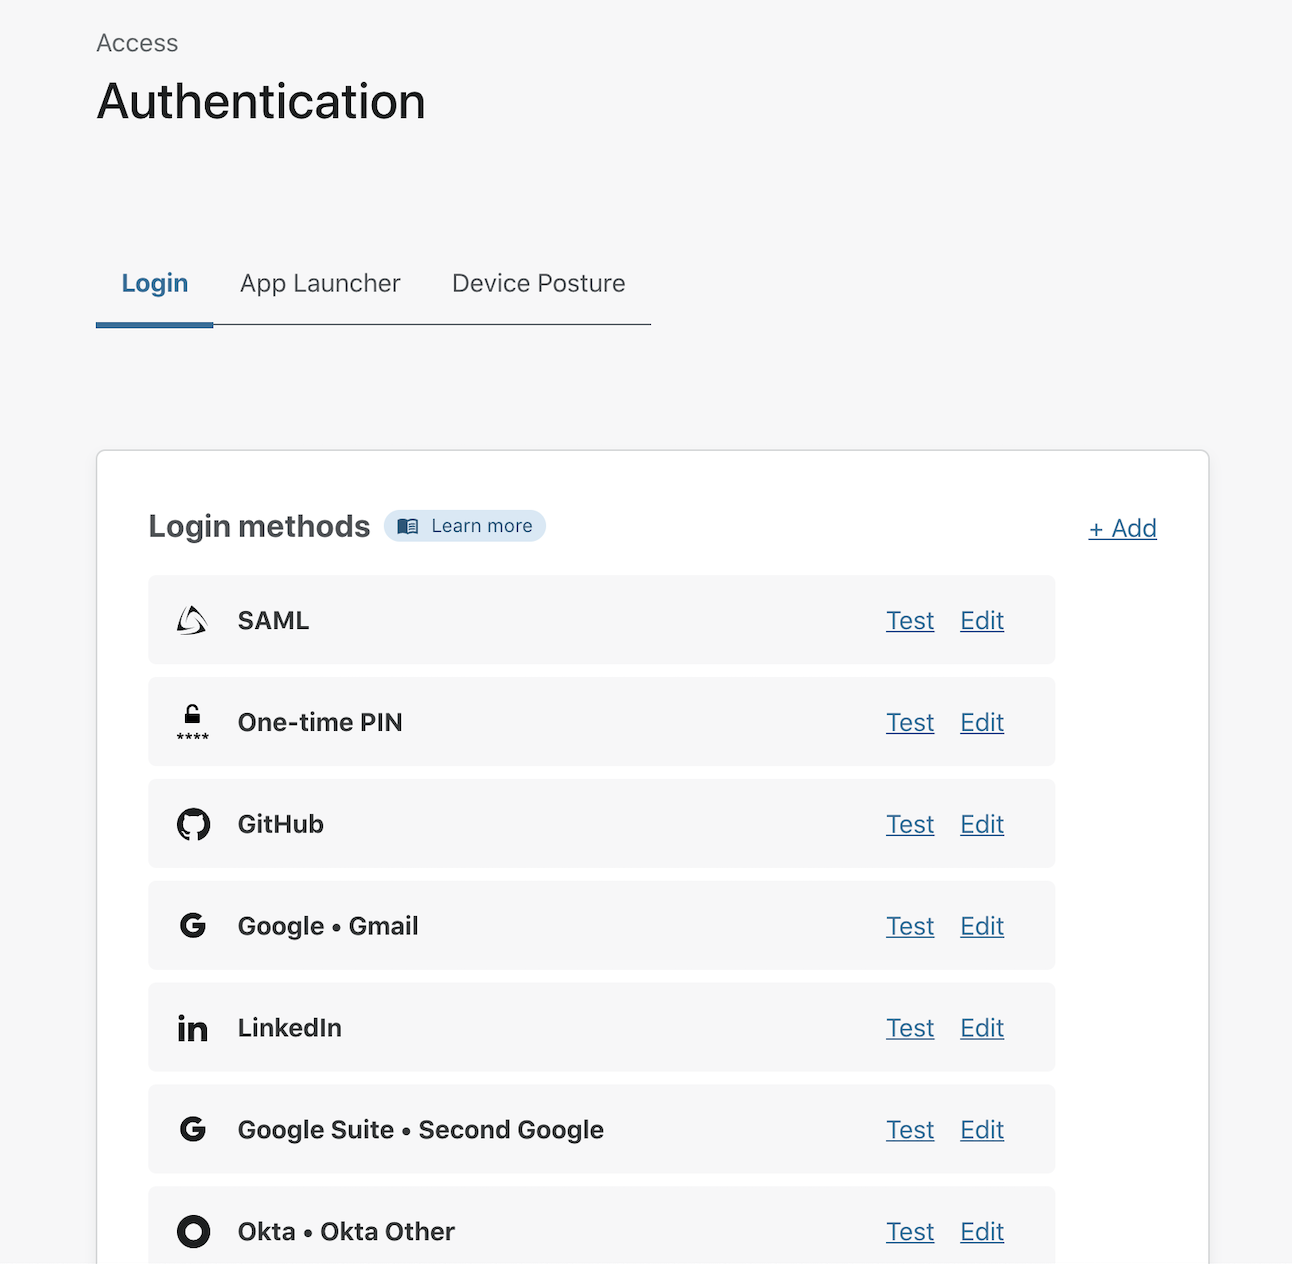 Access
Authentication
Login App Launcher Device Posture
Login methods Learn more + Add
SAML Test Edit
**** One-time PIN Test Edit
GitHub Test Edit
G Google • Gmail Test Edit
in LinkedIn Test Edit
G Google Suite • Second Google Test Edit
Okta • Okta Other Test Edit